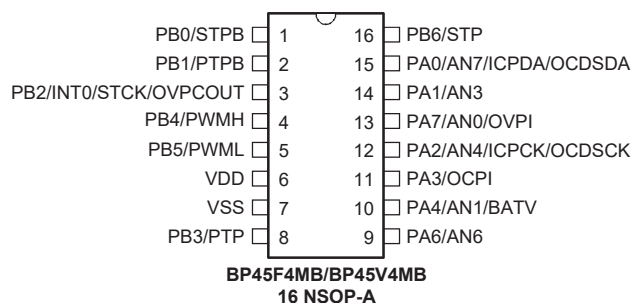 PB0/STPB 1 16 PB6/STP
PB1/PTPB 2 15 PA0/AN7/ICPDA/OCDSDA
PB2/INT0/STCK/OVPCOUT 3 14 PA1/AN3
PB4/PWMH 4 13 PA7/AN0/OVPI
PB5/PWML 5 12 PA2/AN4/ICPCK/OCDSCK
VDD 6 11 PA3/OCPI
VSS 7 10 PA4/AN1/BATV
PB3/PTP 8 9 PA6/AN6
BP45F4MB/BP45V4MB
16 NSOP-A